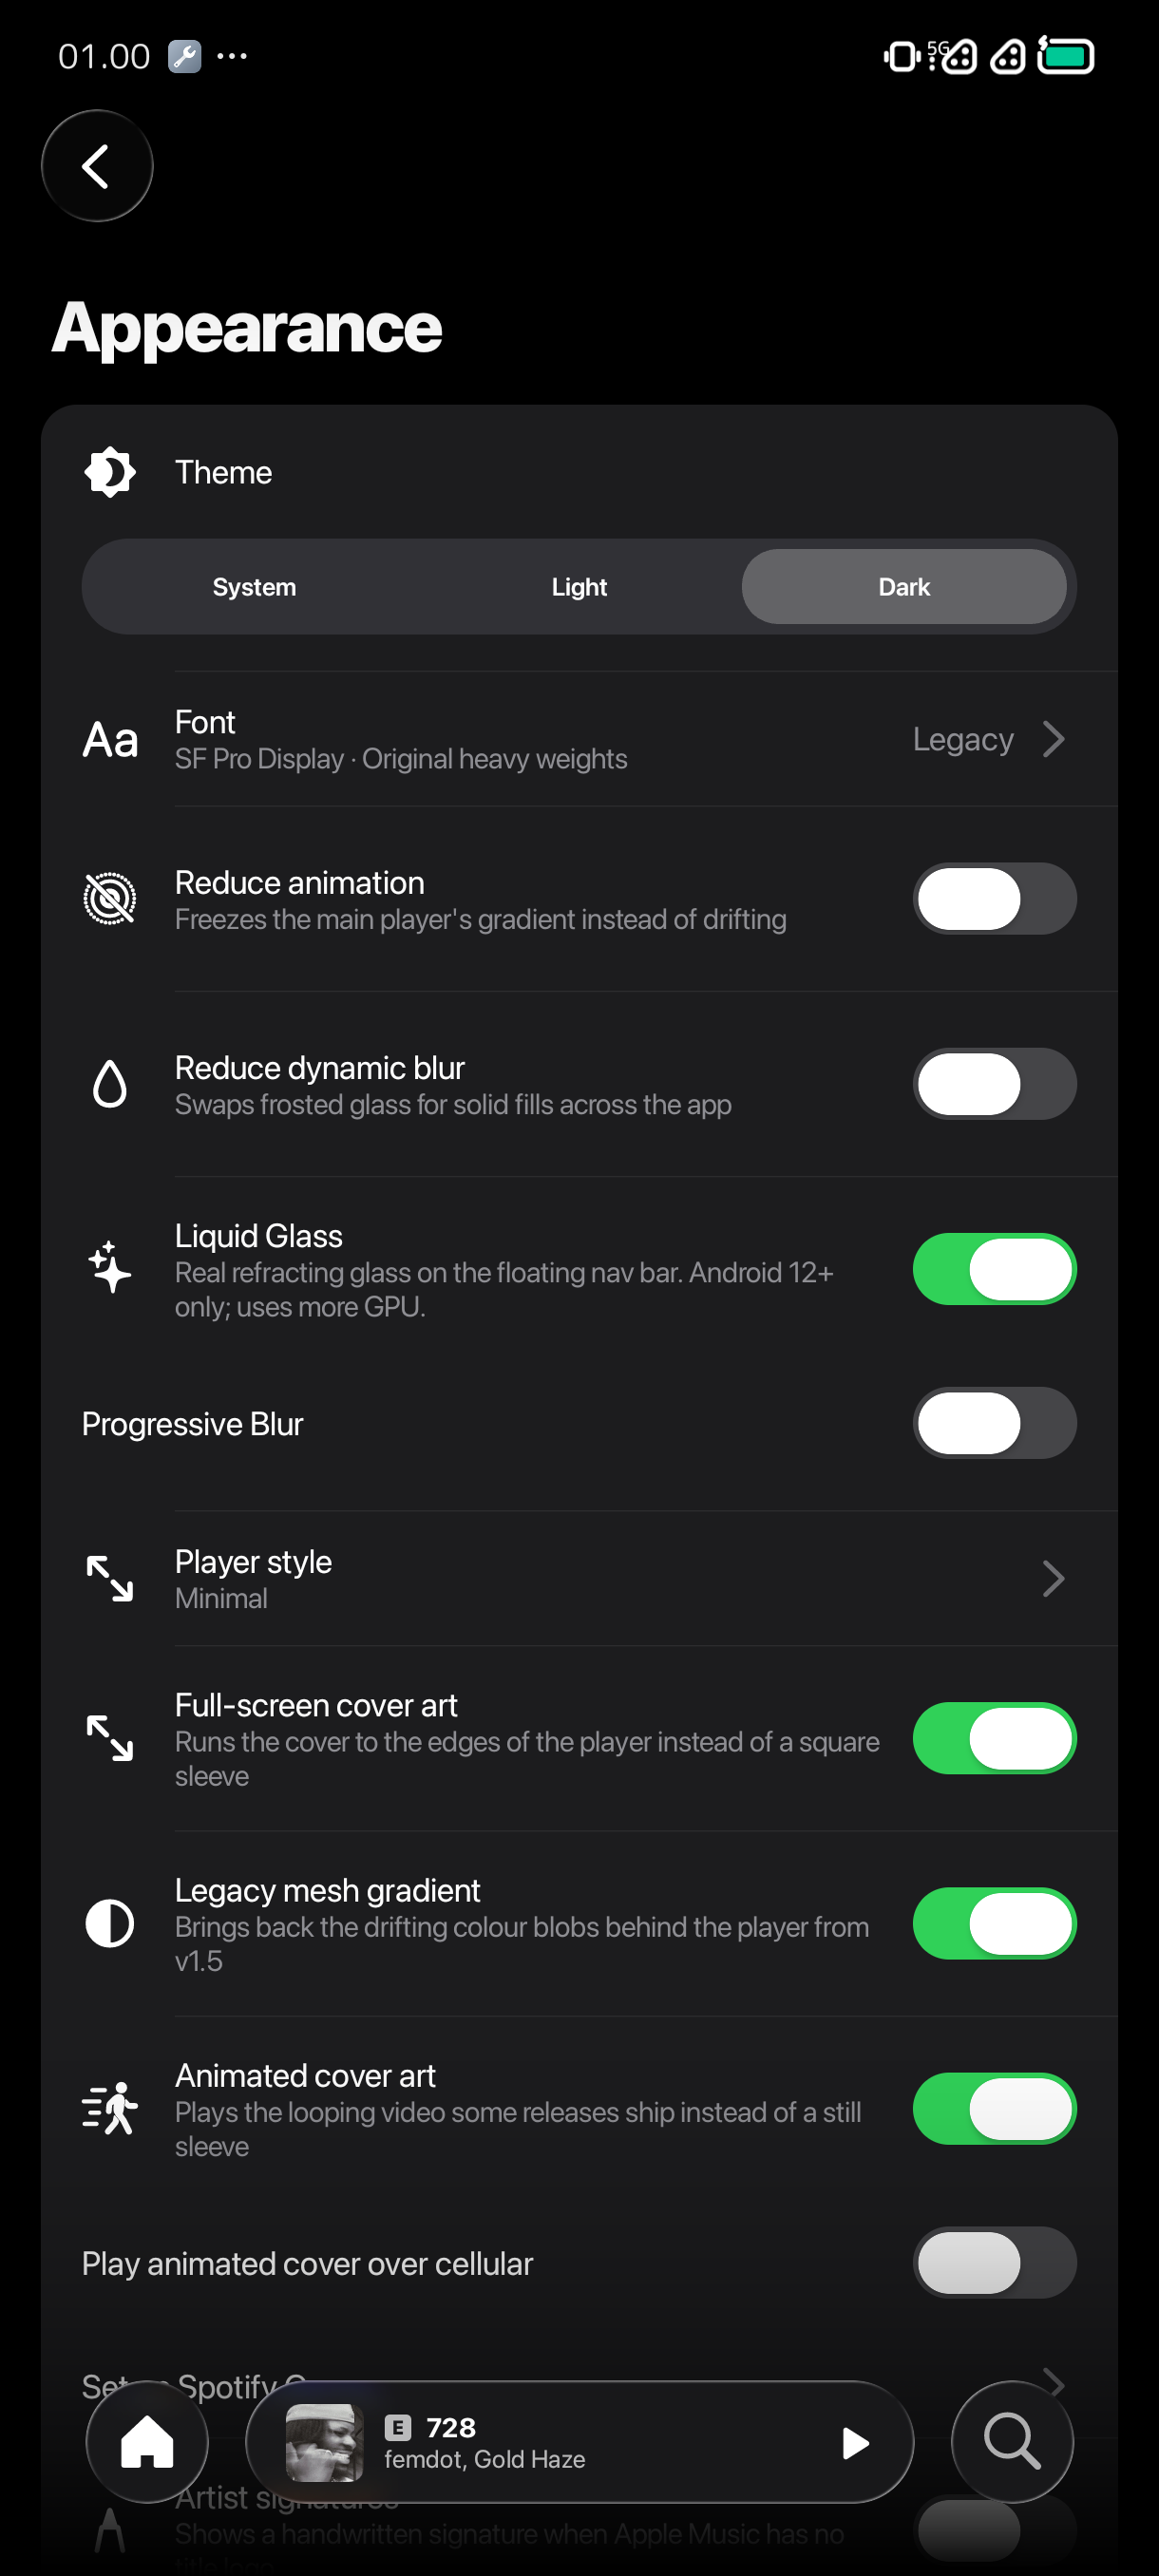 01.00
5G
Appearance
Theme
System Light Dark
Aa
Font
SF Pro Display · Original heavy weights
Legacy
Reduce animation
Freezes the main player's gradient instead of drifting
Reduce dynamic blur
Swaps frosted glass for solid fills across the app
Liquid Glass
Real refracting glass on the floating nav bar. Android 12+
only; uses more GPU.
Progressive Blur
Player style
Minimal
Full-screen cover art
Runs the cover to the edges of the player instead of a square
sleeve
Legacy mesh gradient
Brings back the drifting colour blobs behind the player from
v1.5
Animated cover art
Plays the looping video some releases ship instead of a still
sleeve
Play animated cover over cellular
Spotify
E 728
femdot, Gold Haze
Artist signatures
Shows a handwritten signature when Apple Music has no